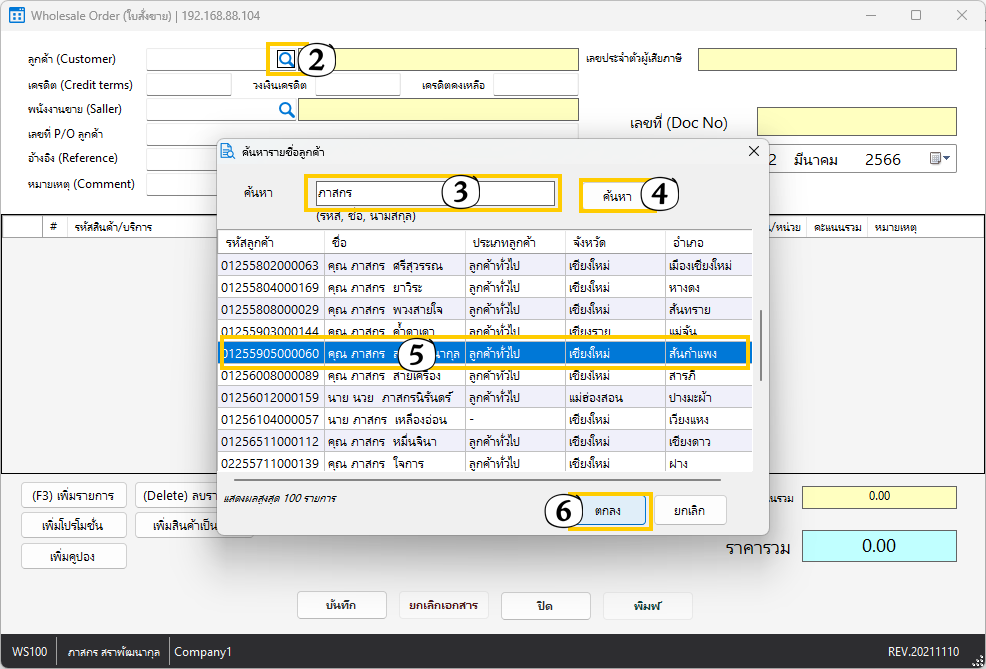 Wholesale Order (ใบสั่งขาย) | 192.168.88.104
ลูกค้า (Customer)
2
เลขประจำตัวผู้เสียภาษี
เครดิต (Credit terms)
วงเงินเครดิต
เครดิตคงเหลือ
พนังงานขาย (Saller)
เลขที่ P/O ลูกค้า
เลขที่ (Doc No)
อ้างอิง (Reference)
2 มีนาคม 2566
หมายเหตุ (Comment)
ค้นหารายชื่อลูกค้า
ค้นหา
ภาสกร
3
ค้นหา
4
(รหัส, ชื่อ, นามสกุล)
# รหัสสินค้า/บริการ
/หน่วย คะแนนรวม หมายเหตุ
รหัสลูกค้า ชื่อ ประเภทลูกค้า จังหวัด อำเภอ
01255802000063 คุณ ภาสกร ศรีสุวรรณ ลูกค้าทั่วไป เชียงใหม่ เมืองเชียงใหม่
01255804000169 คุณ ภาสกร ยาวิระ ลูกค้าทั่วไป เชียงใหม่ หางดง
01255808000029 คุณ ภาสกร พวงสายใจ ลูกค้าทั่วไป เชียงใหม่ สันทราย
01255903000144 คุณ ภาสกร ค้ำดาเดา ลูกค้าทั่วไป เชียงราย แม่จัน
01255905000060 คุณ ภาสกร ส 5 นากุล ลูกค้าทั่วไป เชียงใหม่ สันกำแพง
01256008000089 คุณ ภาสกร สายเครือง ลูกค้าทั่วไป เชียงใหม่ สารภี
01256012000159 นาย นวย ภาสกรนิรันดร์ ลูกค้าทั่วไป แม่ฮ่องสอน ปางมะผ้า
01256104000057 นาย ภาสกร เหลืองอ่อน - เชียงใหม่ เวียงแหง
01256511000112 คุณ ภาสกร หมื่นจินา ลูกค้าทั่วไป เชียงใหม่ เชียงดาว
02255711000139 คุณ ภาสกร ใจการ ลูกค้าทั่วไป เชียงใหม่ ฝาง
แสดงผลสูงสุด 100 รายการ
6
ตกลง
ยกเลิก
(F3) เพิ่มรายการ
(Delete) ลบรา
นรวม
0.00
เพิ่มโปรโมชั่น
เพิ่มสินค้าเป็น
เพิ่มคูปอง
ราคารวม
0.00
บันทึก
ยกเลิกเอกสาร
ปิด
พิมพ์
WS100
ภาสกร สราพัฒนากุล
Company1
REV.20211110